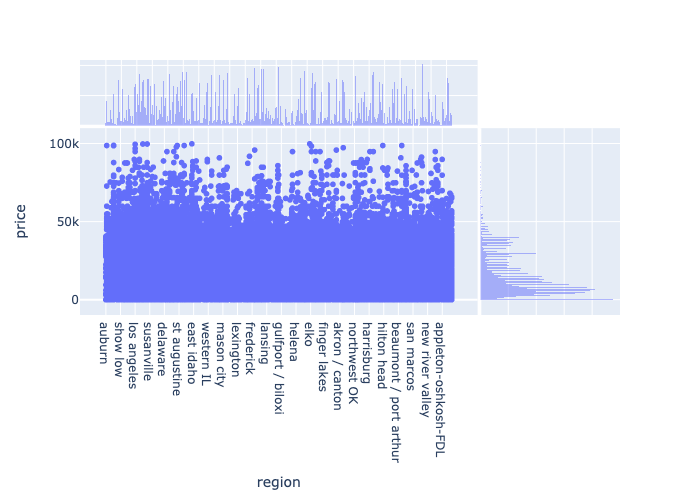 100k
50k
0
price
auburn
show low
los angeles
susanville
delaware
st augustine
east idaho
western IL
mason city
lexington
frederick
lansing
gulfport / biloxi
helena
elko
finger lakes
akron / canton
northwest OK
harrisburg
hilton head
beaumont / port arthur
san marcos
new river valley
appleton-oshkosh-FDL
region